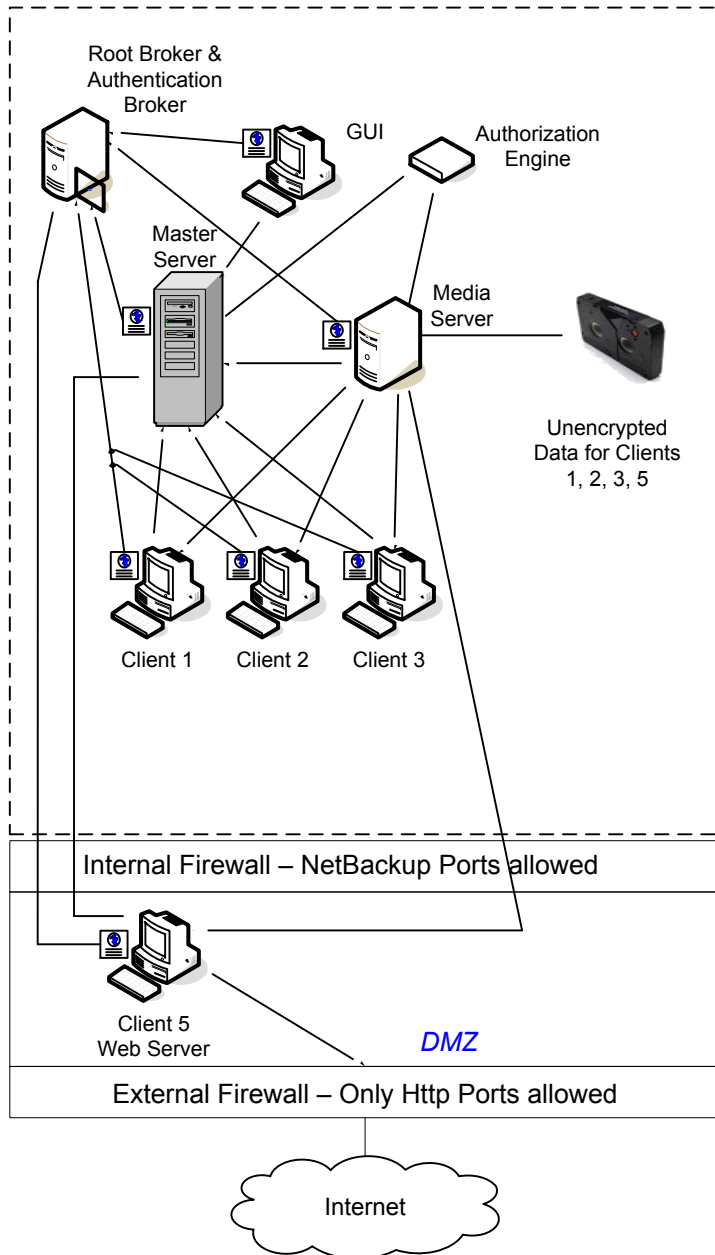 Root Broker &
Authentication
Broker
GUI
Authorization
Engine
Master
Server
Media
Server
Unencrypted
Data for Clients
1, 2, 3, 5
Client 1
Client 2
Client 3
Internal Firewall – NetBackup Ports allowed
Client 5
Web Server
DMZ
External Firewall – Only Http Ports allowed
Internet